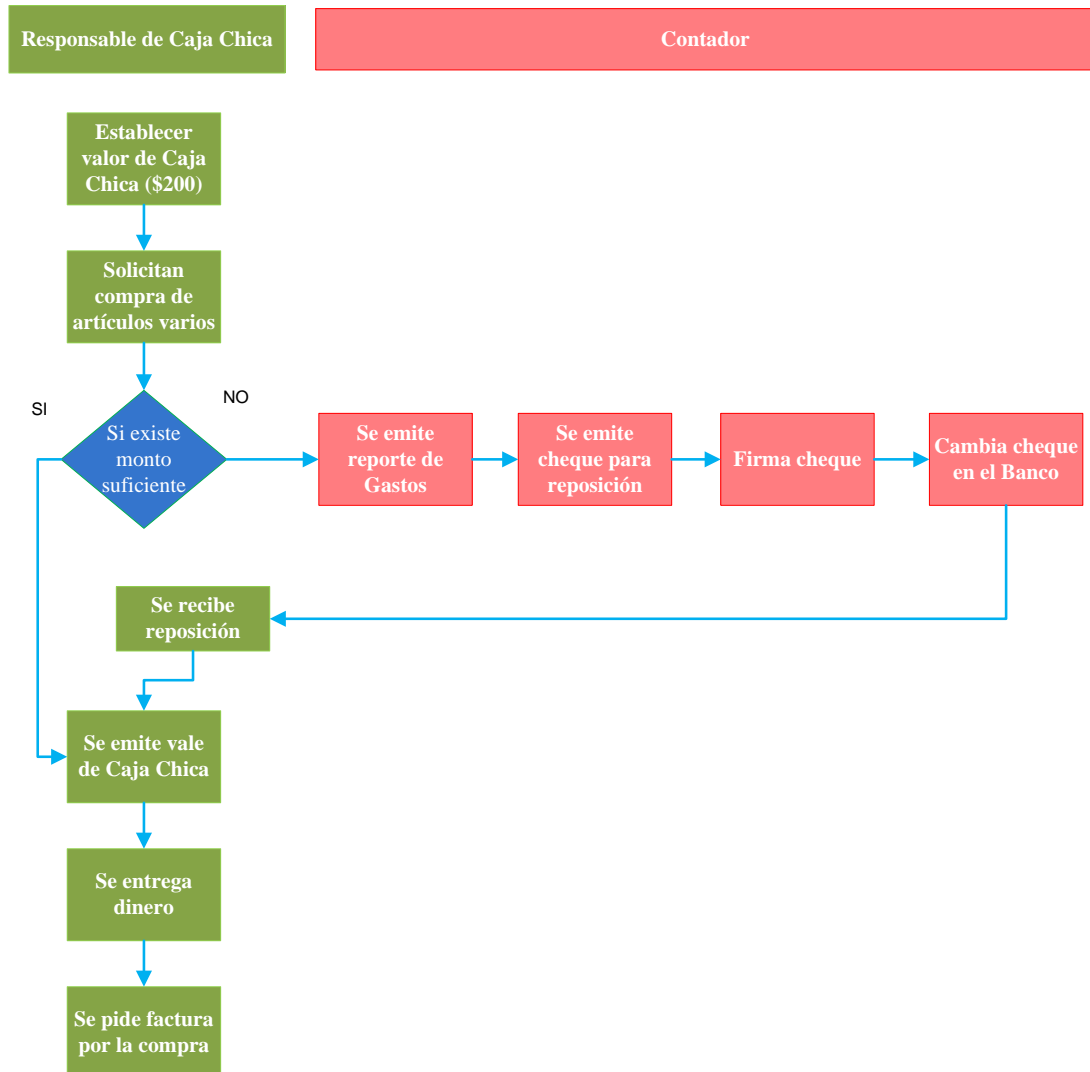 Responsable de Caja Chica
Contador
Establecer
valor de Caja
Chica ($200)
Solicitan
compra de
artículos varios
SI
NO
Si existe
monto
suficiente
Se emite
reporte de
Gastos
Se emite
cheque para
reposición
Firma cheque
Cambia cheque
en el Banco
Se recibe
reposición
Se emite vale
de Caja Chica
Se entrega
dinero
Se pide factura
por la compra